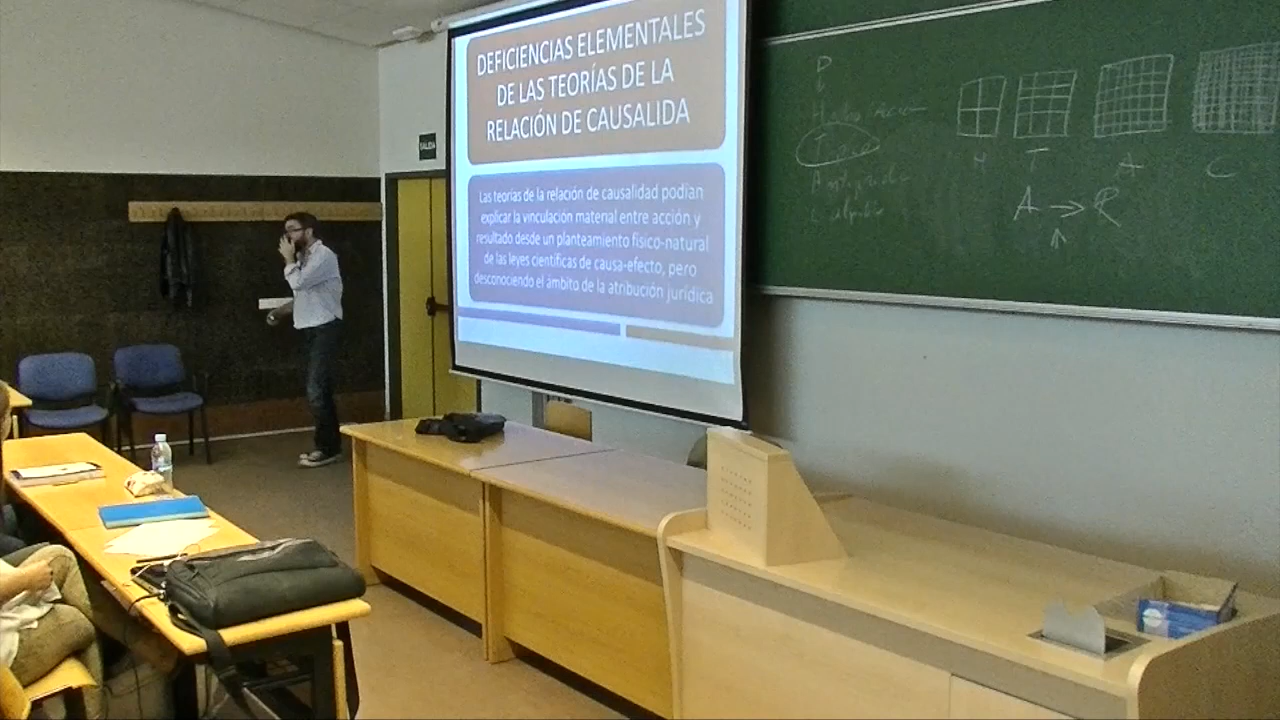 SALIDA
DEFICIENCIAS ELEMENTALES
DE LAS TEORÍAS DE LA
RELACIÓN DE CAUSALIDA
Las teorías de la relación de causalidad podían
explicar la vinculación material entre acción y
resultado desde un planteamiento físico-natural
de las leyes científicas de causa-efecto, pero
desconociendo el ámbito de la atribución jurídica
P
H T A C
A → R